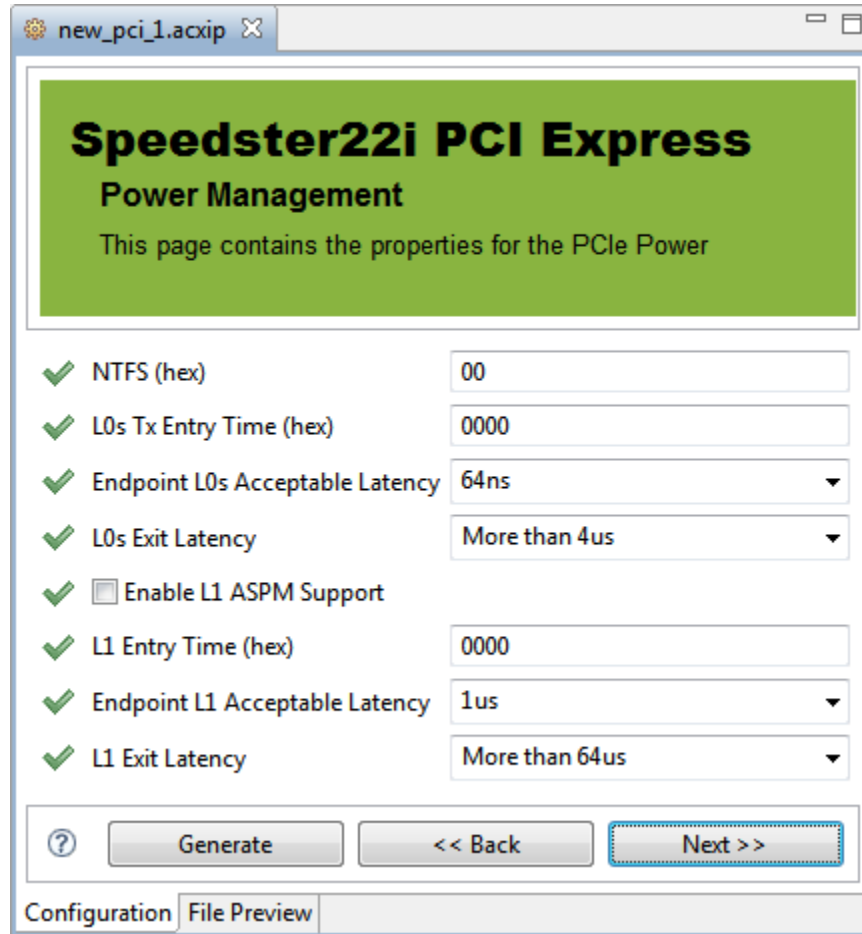 new_pci_1.acxip
Speedster22i PCI Express
Power Management
This page contains the properties for the PCIe Power
NTFS (hex) 00
L0s Tx Entry Time (hex) 0000
Endpoint L0s Acceptable Latency 64ns
L0s Exit Latency More than 4us
Enable L1 ASPM Support
L1 Entry Time (hex) 0000
Endpoint L1 Acceptable Latency 1us
L1 Exit Latency More than 64us
? Generate << Back Next >>
Configuration File Preview